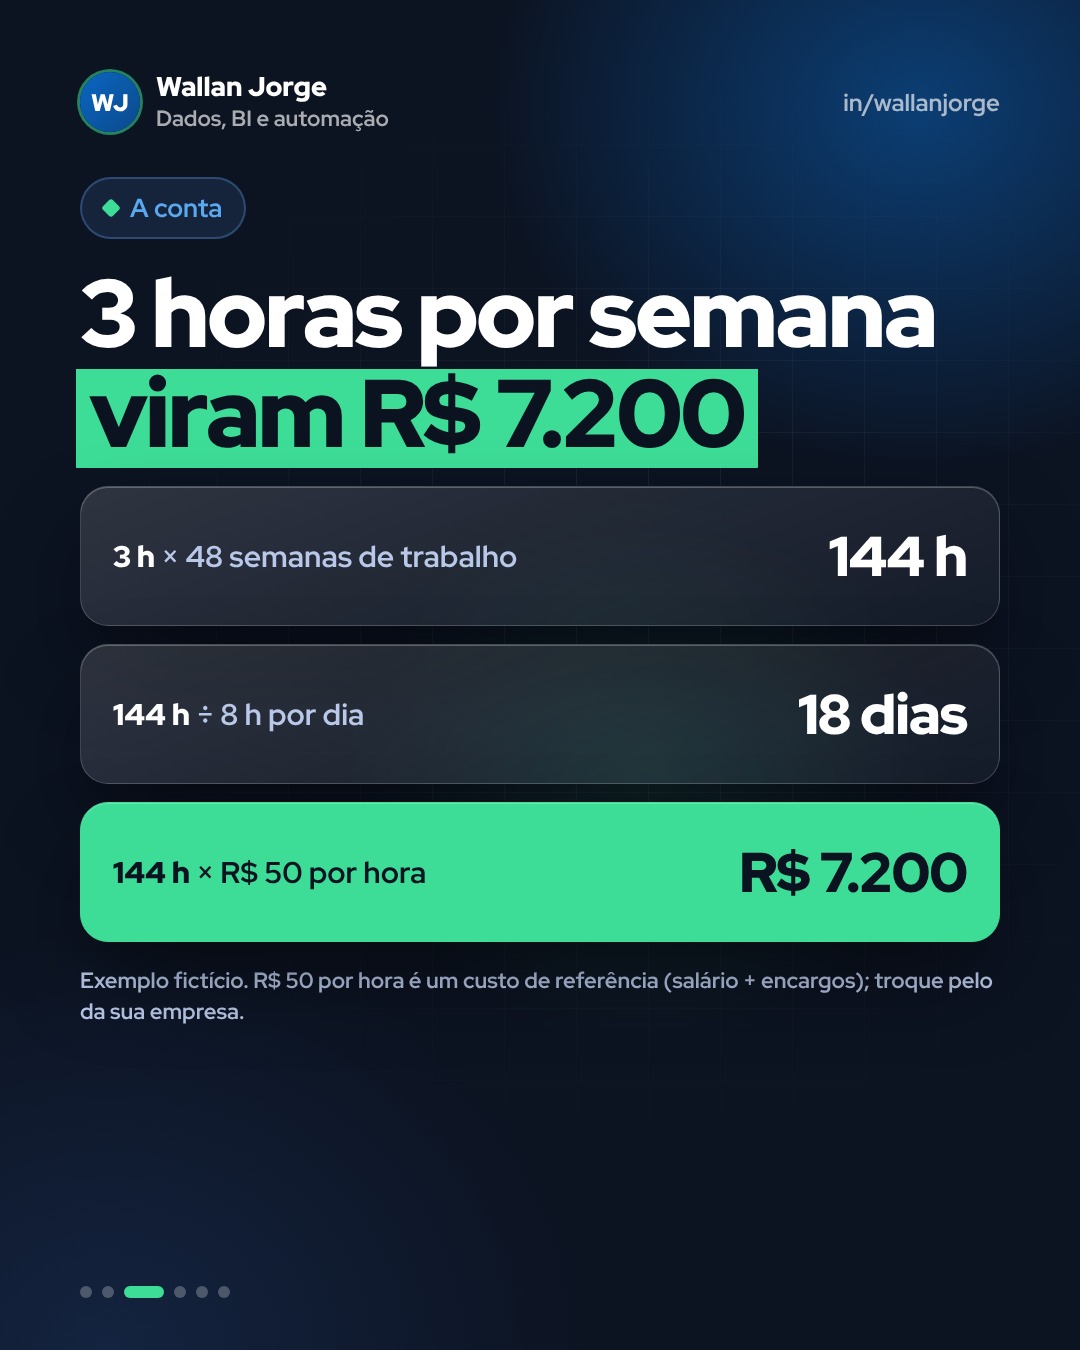 WJ
Wallan Jorge
Dados, BI e automação
in/wallanjorge
A conta
3 horas por semana
viram R$ 7.200
3 h × 48 semanas de trabalho
144 h
144 h ÷ 8 h por dia
18 dias
144 h × R$ 50 por hora
R$ 7.200
Exemplo fictício. R$ 50 por hora é um custo de referência (salário + encargos); troque pelo
da sua empresa.